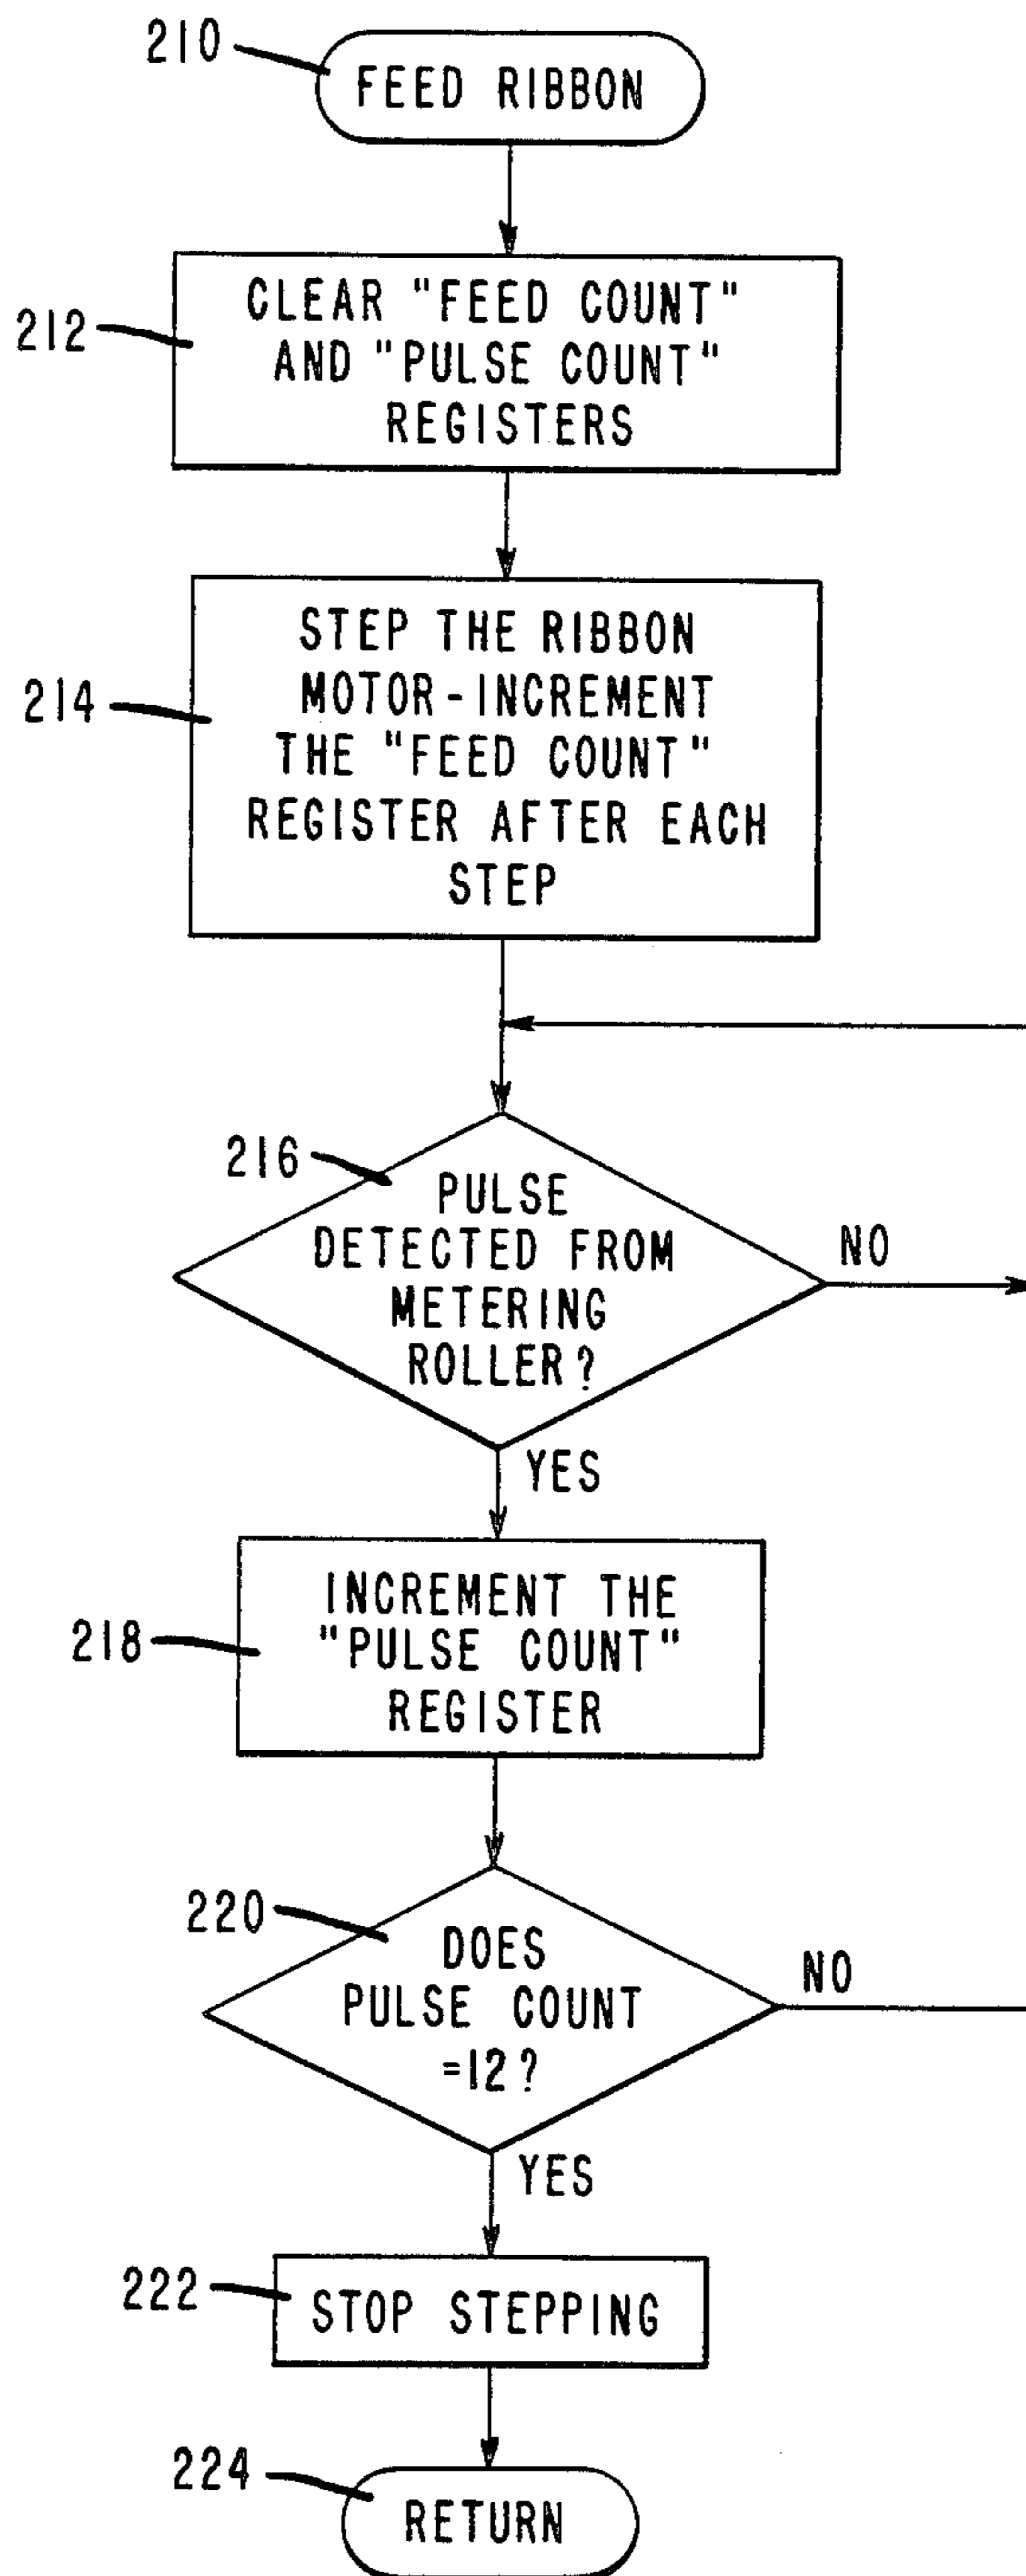 210
FEED RIBBON
212
CLEAR "FEED COUNT"
AND "PULSE COUNT"
REGISTERS
214
STEP THE RIBBON
MOTOR-INCREMENT
THE "FEED COUNT"
REGISTER AFTER EACH
STEP
216
PULSE
DETECTED FROM
METERING
ROLLER?
NO
YES
218
INCREMENT THE
"PULSE COUNT"
REGISTER
220
DOES
PULSE COUNT
=12?
NO
YES
222
STOP STEPPING
224
RETURN